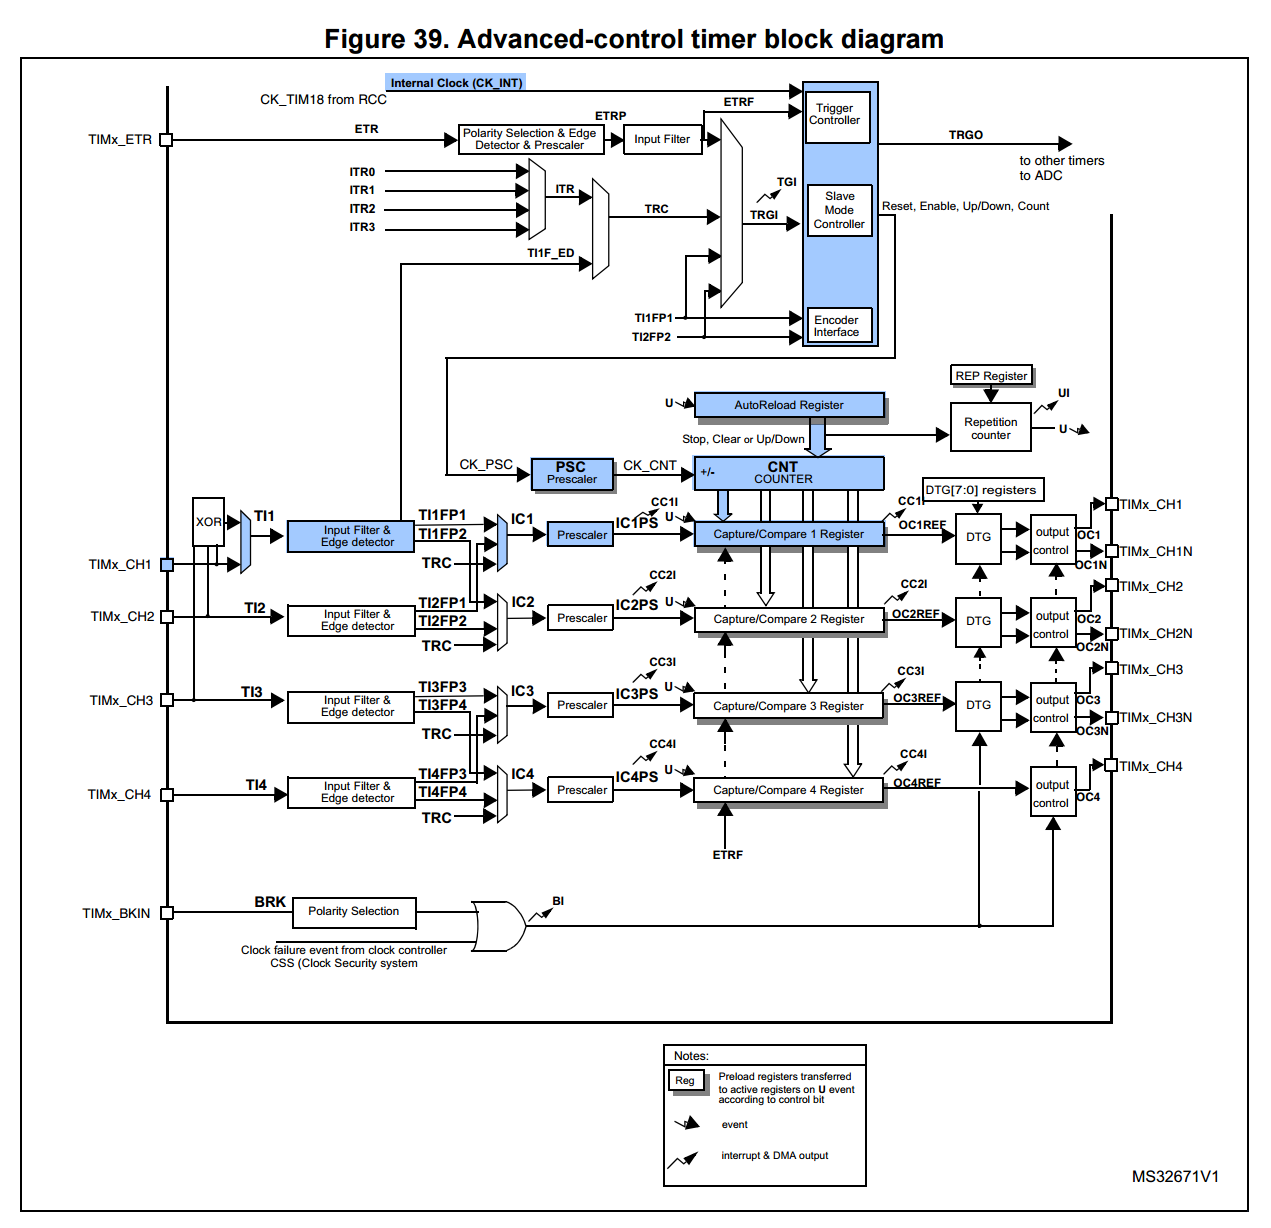 Figure 39. Advanced-control timer block diagram
Internal Clock (CK_INT)
CK_TIM18 from RCC
ETRF
Trigger
Controller
TIMx_ETR
ETR
Polarity Selection & Edge
Detector & Prescaler
ETRP
Input Filter
TRGO
to other timers
to ADC
ITR0
ITR1
ITR2
ITR3
ITR
TRC
TI1F_ED
TGI
TRGI
Slave
Mode
Controller
Reset, Enable, Up/Down, Count
TI1FP1
TI2FP2
Encoder
Interface
REP Register
UI
U
AutoReload Register
Repetition
counter
U
Stop, Clear or Up/Down
CK_PSC
PSC
Prescaler
CK_CNT
+/-
CNT
COUNTER
DTG[7:0] registers
XOR
TI1
Input Filter &
Edge detector
TI1FP1
TI1FP2
TRC
IC1
Prescaler
IC1PS
CC1I
U
Capture/Compare 1 Register
CC1I
OC1REF
DTG
output
control
OC1
OC1N
TIMx_CH1
TIMx_CH1N
TIMx_CH1
TIMx_CH2
TI2
Input Filter &
Edge detector
TI2FP1
TI2FP2
TRC
IC2
Prescaler
IC2PS
CC2I
U
Capture/Compare 2 Register
CC2I
OC2REF
DTG
output
control
OC2
OC2N
TIMx_CH2
TIMx_CH2N
TIMx_CH3
TI3
Input Filter &
Edge detector
TI3FP3
TI3FP4
TRC
IC3
Prescaler
IC3PS
CC3I
U
Capture/Compare 3 Register
CC3I
OC3REF
DTG
output
control
OC3
OC3N
TIMx_CH3
TIMx_CH3N
TIMx_CH4
TI4
Input Filter &
Edge detector
TI4FP3
TI4FP4
TRC
IC4
Prescaler
IC4PS
CC4I
U
Capture/Compare 4 Register
CC4I
OC4REF
output
control
OC4
TIMx_CH4
ETRF
TIMx_BKIN
BRK
Polarity Selection
BI
Clock failure event from clock controller
CSS (Clock Security system
Notes:
Reg
Preload registers transferred
to active registers on U event
according to control bit
event
interrupt & DMA output
MS32671V1